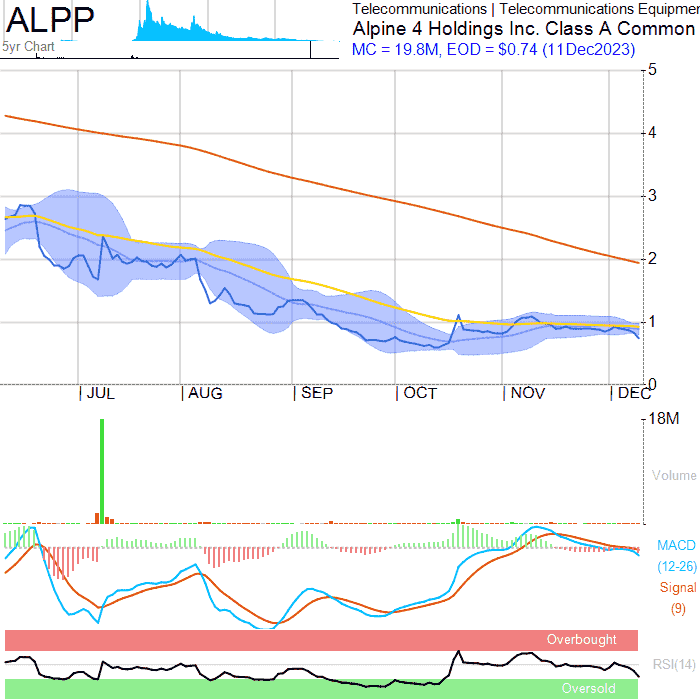 ALPP
5yr Chart
Telecommunications | Telecommunications Equipmen
Alpine 4 Holdings Inc. Class A Common
MC = 19.8M, EOD = $0.74 (11Dec2023)
5
4
3
2
1
0
JUL
AUG
SEP
OCT
NOV
DEC
18M
Volume
MACD
(12-26)
Signal
(9)
Overbought
RSI(14)
Oversold